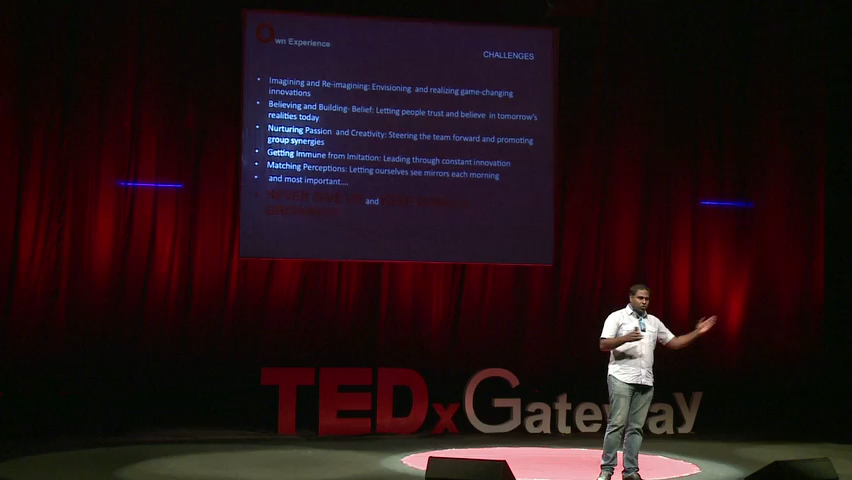 Own Experience
CHALLENGES
• Imagining and Re-imagining: Envisioning and realizing game-changing
innovations
• Believing and Building- Belief: Letting people trust and believe in tomorrow's
realities today
• Nurturing Passion and Creativity: Steering the team forward and promoting
group synergies
• Getting Immune from Imitation: Leading through constant innovation
• Matching Perceptions: Letting ourselves see mirrors each morning
• and most important....
• NEVER GIVE UP and
TEDxGateway